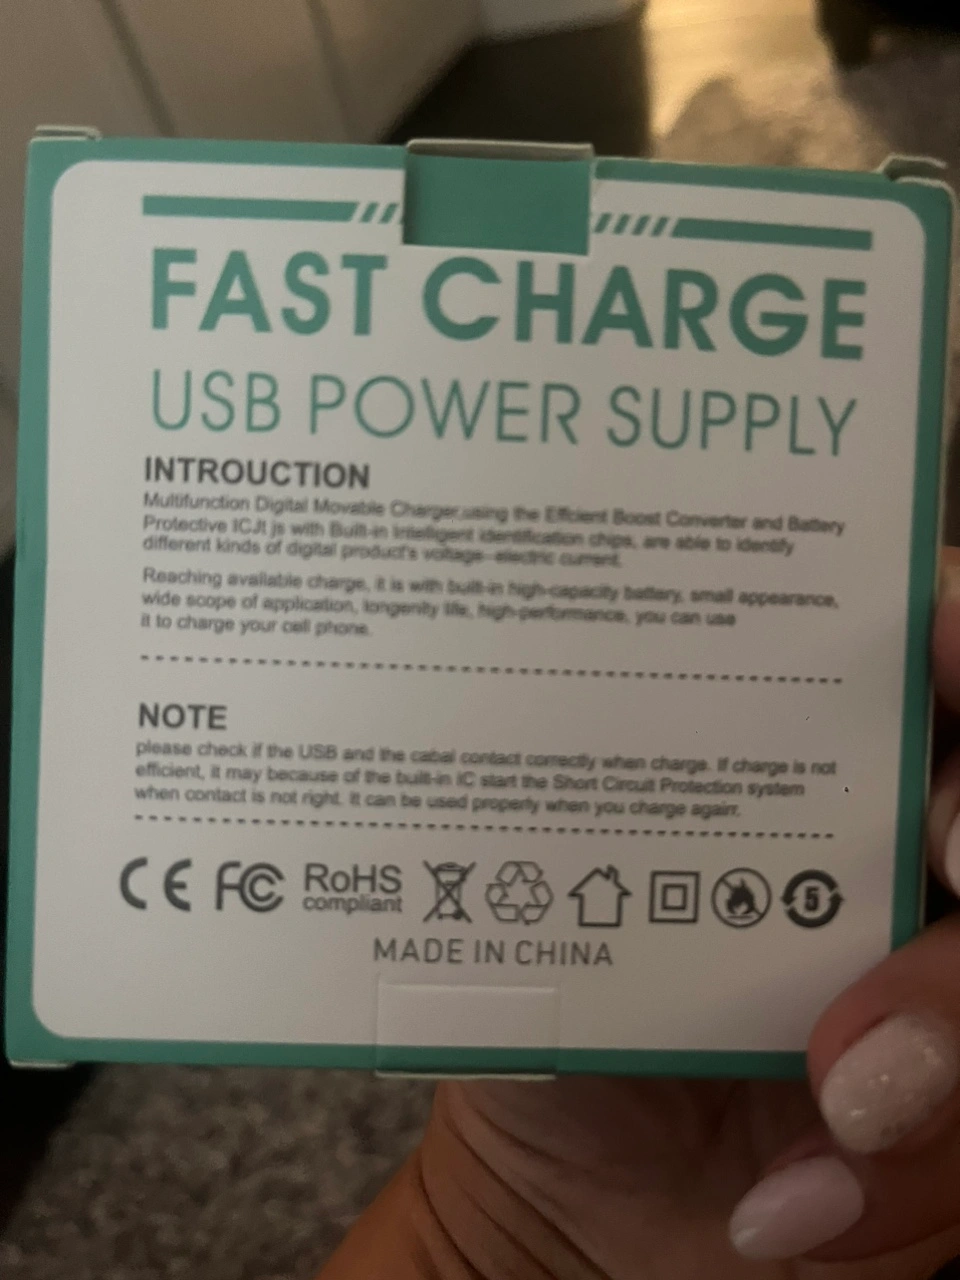 FAST CHARGE
USB POWER SUPPLY
INTROUCTION
Multifunction Digital Movable Charger,using the Efficient Boost Converter and Battery
Protective IC.It js with Built-in Intelligent identification chips, are able to identify
different kinds of digital product's voltage- electric current.
Reaching available charge, it is with built-in high-capacity battery, small appearance,
wide scope of application, longenity life, high-performance, you can use
it to charge your cell phone.
NOTE
please check if the USB and the cabal contact correctly when charge. If charge is not
efficient, it may because of the built-in IC start the Short Circuit Protection system
when contact is not right. it can be used properly when you charge again.
CE FC RoHS
compliant
5
MADE IN CHINA